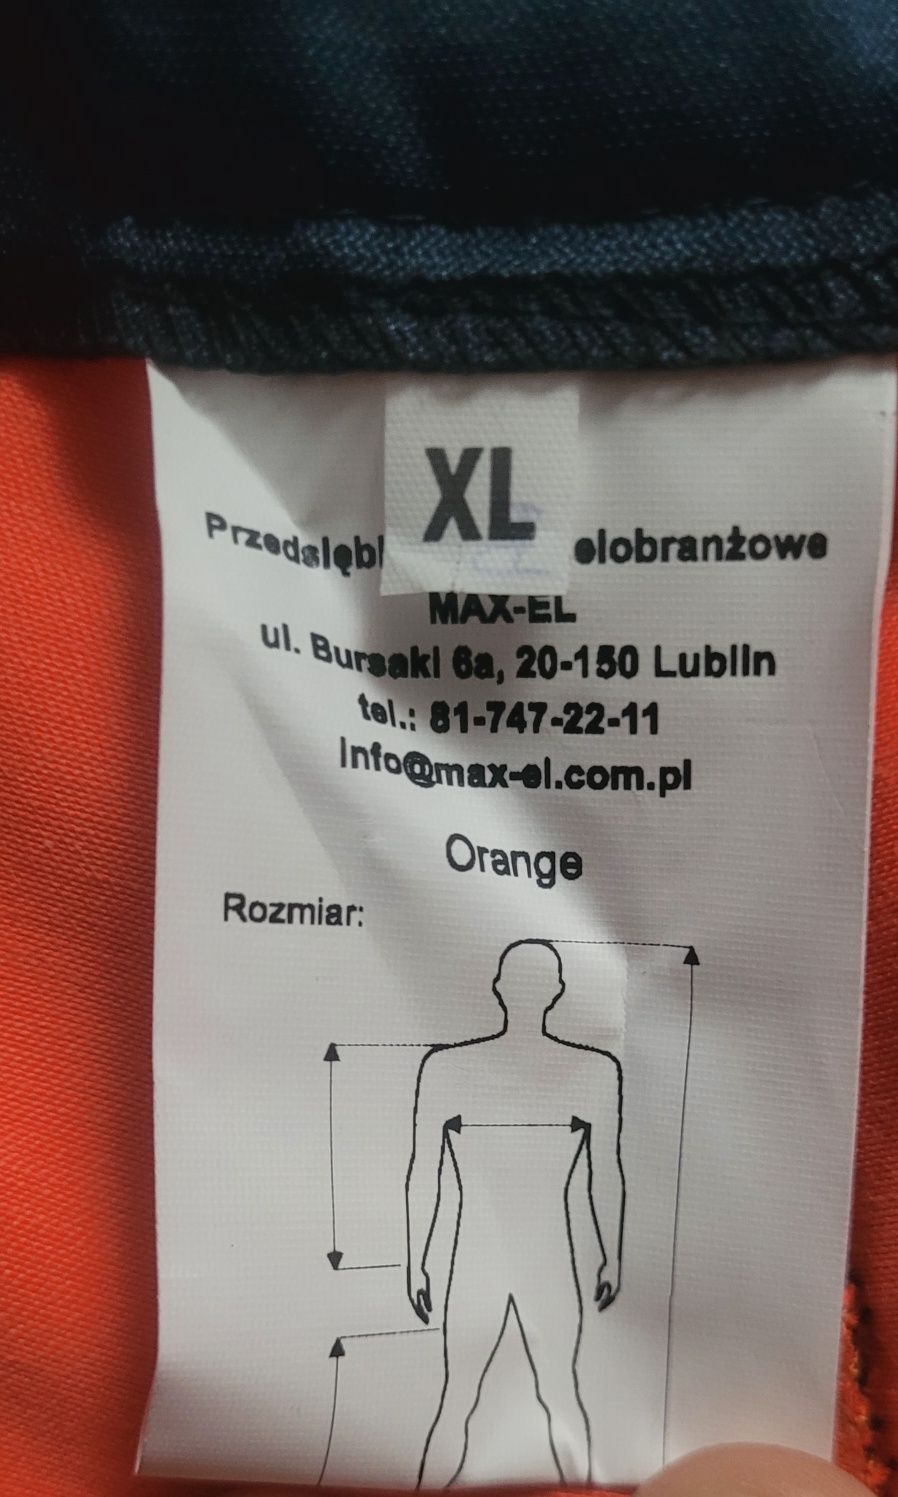 XL
Przedsiębi elobranżowe
MAX-EL
ul. Bursaki 6a, 20-150 Lublin
tel.: 81-747-22-11
info@max-el.com.pl
Orange
Rozmiar: